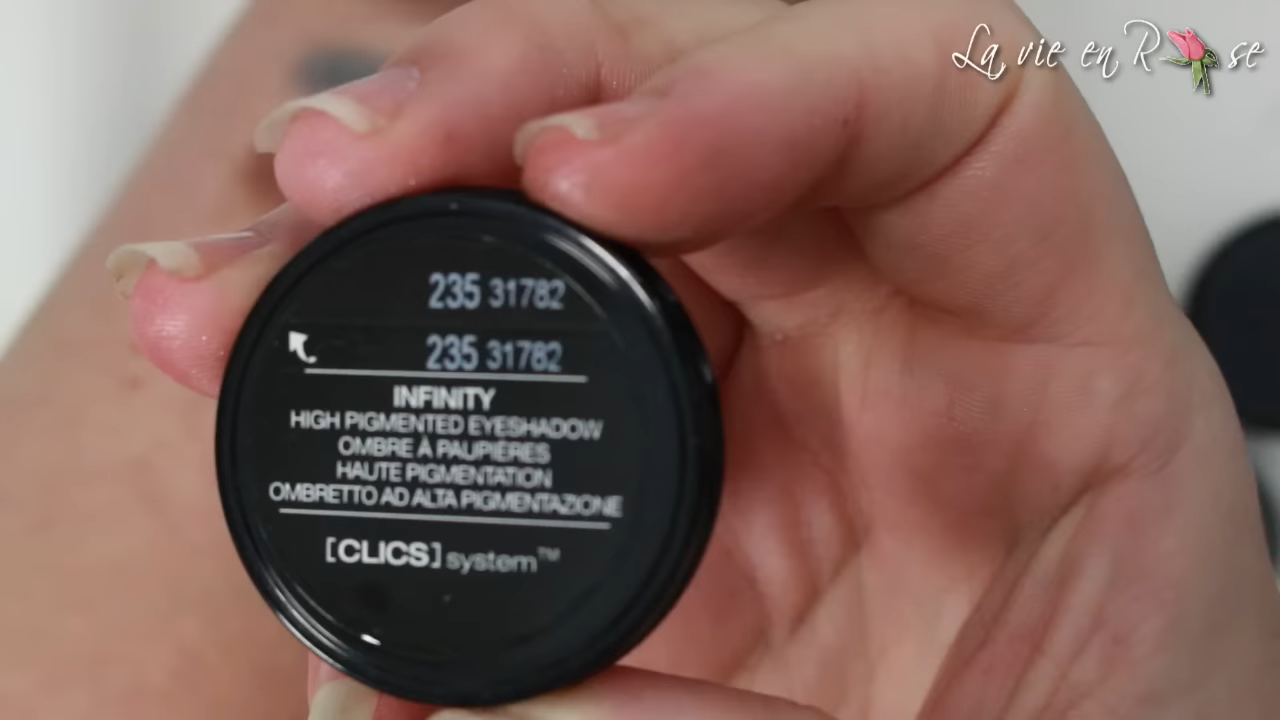 La vie en R se
235 31782
235 31782
INFINITY
HIGH PIGMENTED EYESHADOW
OMBRE À PAUPIÈRES
HAUTE PIGMENTATION
OMBRETTO AD ALTA PIGMENTAZIONE
[CLICS] system™